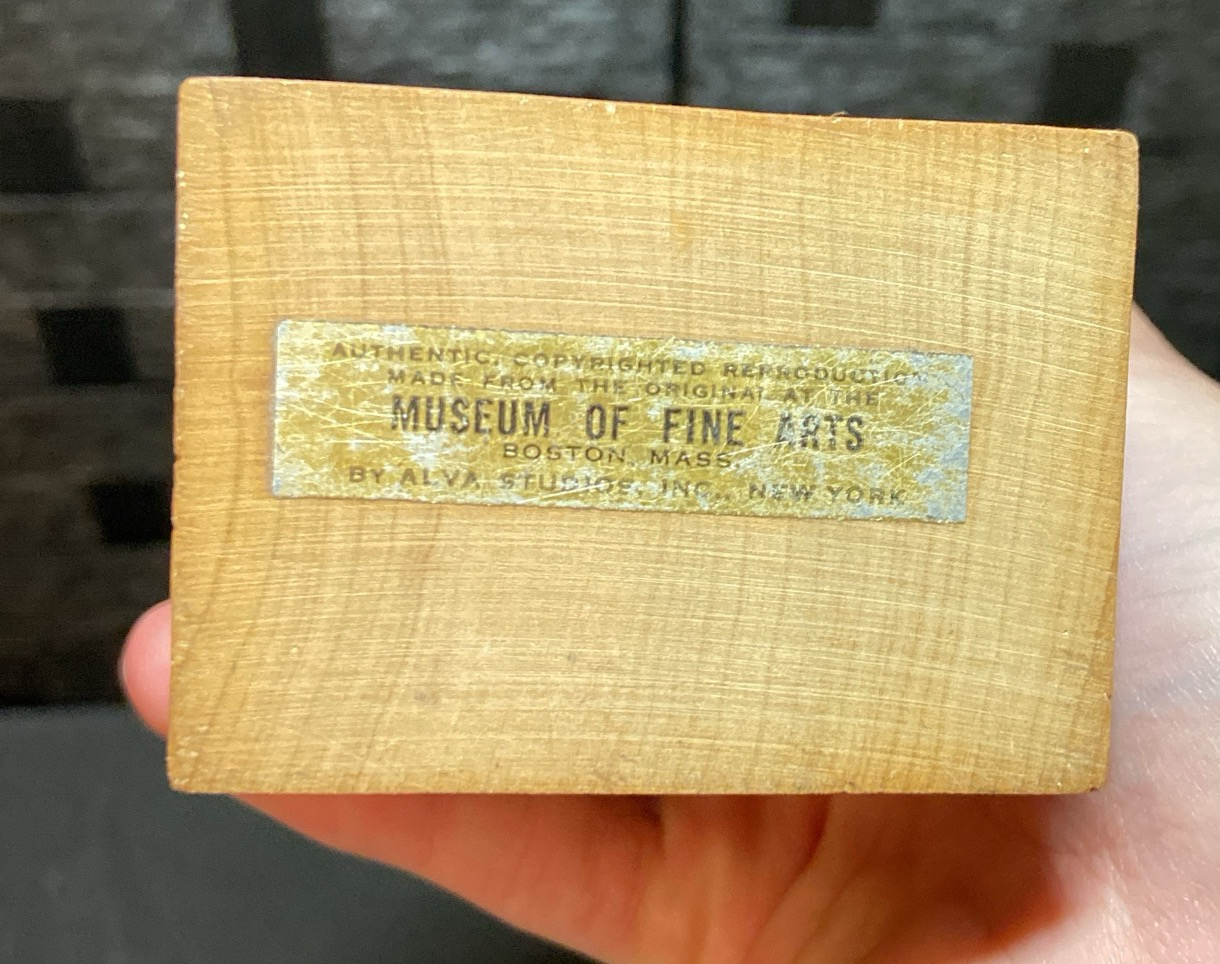 AUTHENTIC, COPYRIGHTED REPRODUCTION
MADE FROM THE ORIGINAL AT THE
MUSEUM OF FINE ARTS
BOSTON, MASS.
BY ALVA STUDIOS, INC., NEW YORK